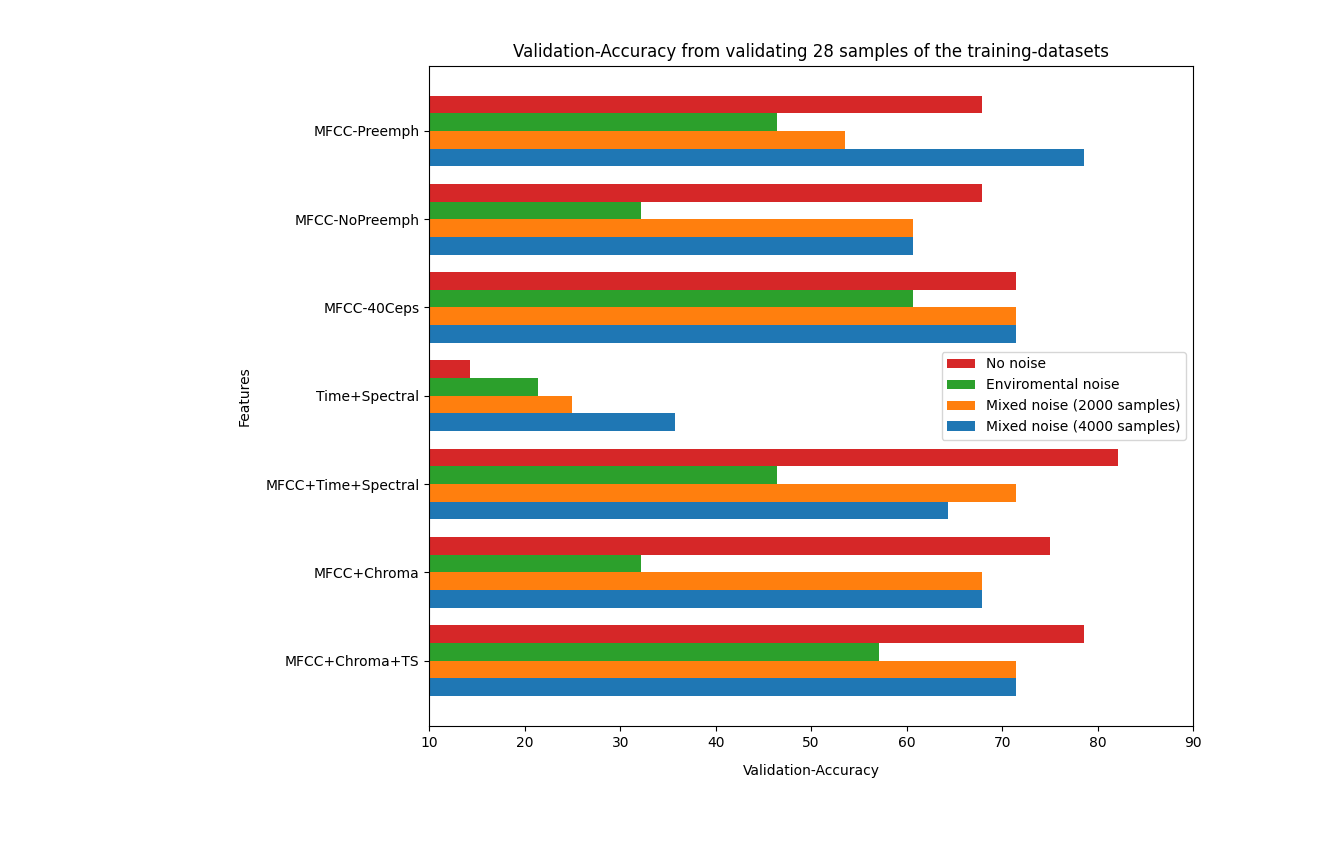 Validation-Accuracy from validating 28 samples of the training-datasets
Features
MFCC-Preemph
MFCC-NoPreemph
MFCC-40Ceps
Time+Spectral
MFCC+Time+Spectral
MFCC+Chroma
MFCC+Chroma+TS
No noise
Enviromental noise
Mixed noise (2000 samples)
Mixed noise (4000 samples)
10 20 30 40 50 60 70 80 90
Validation-Accuracy